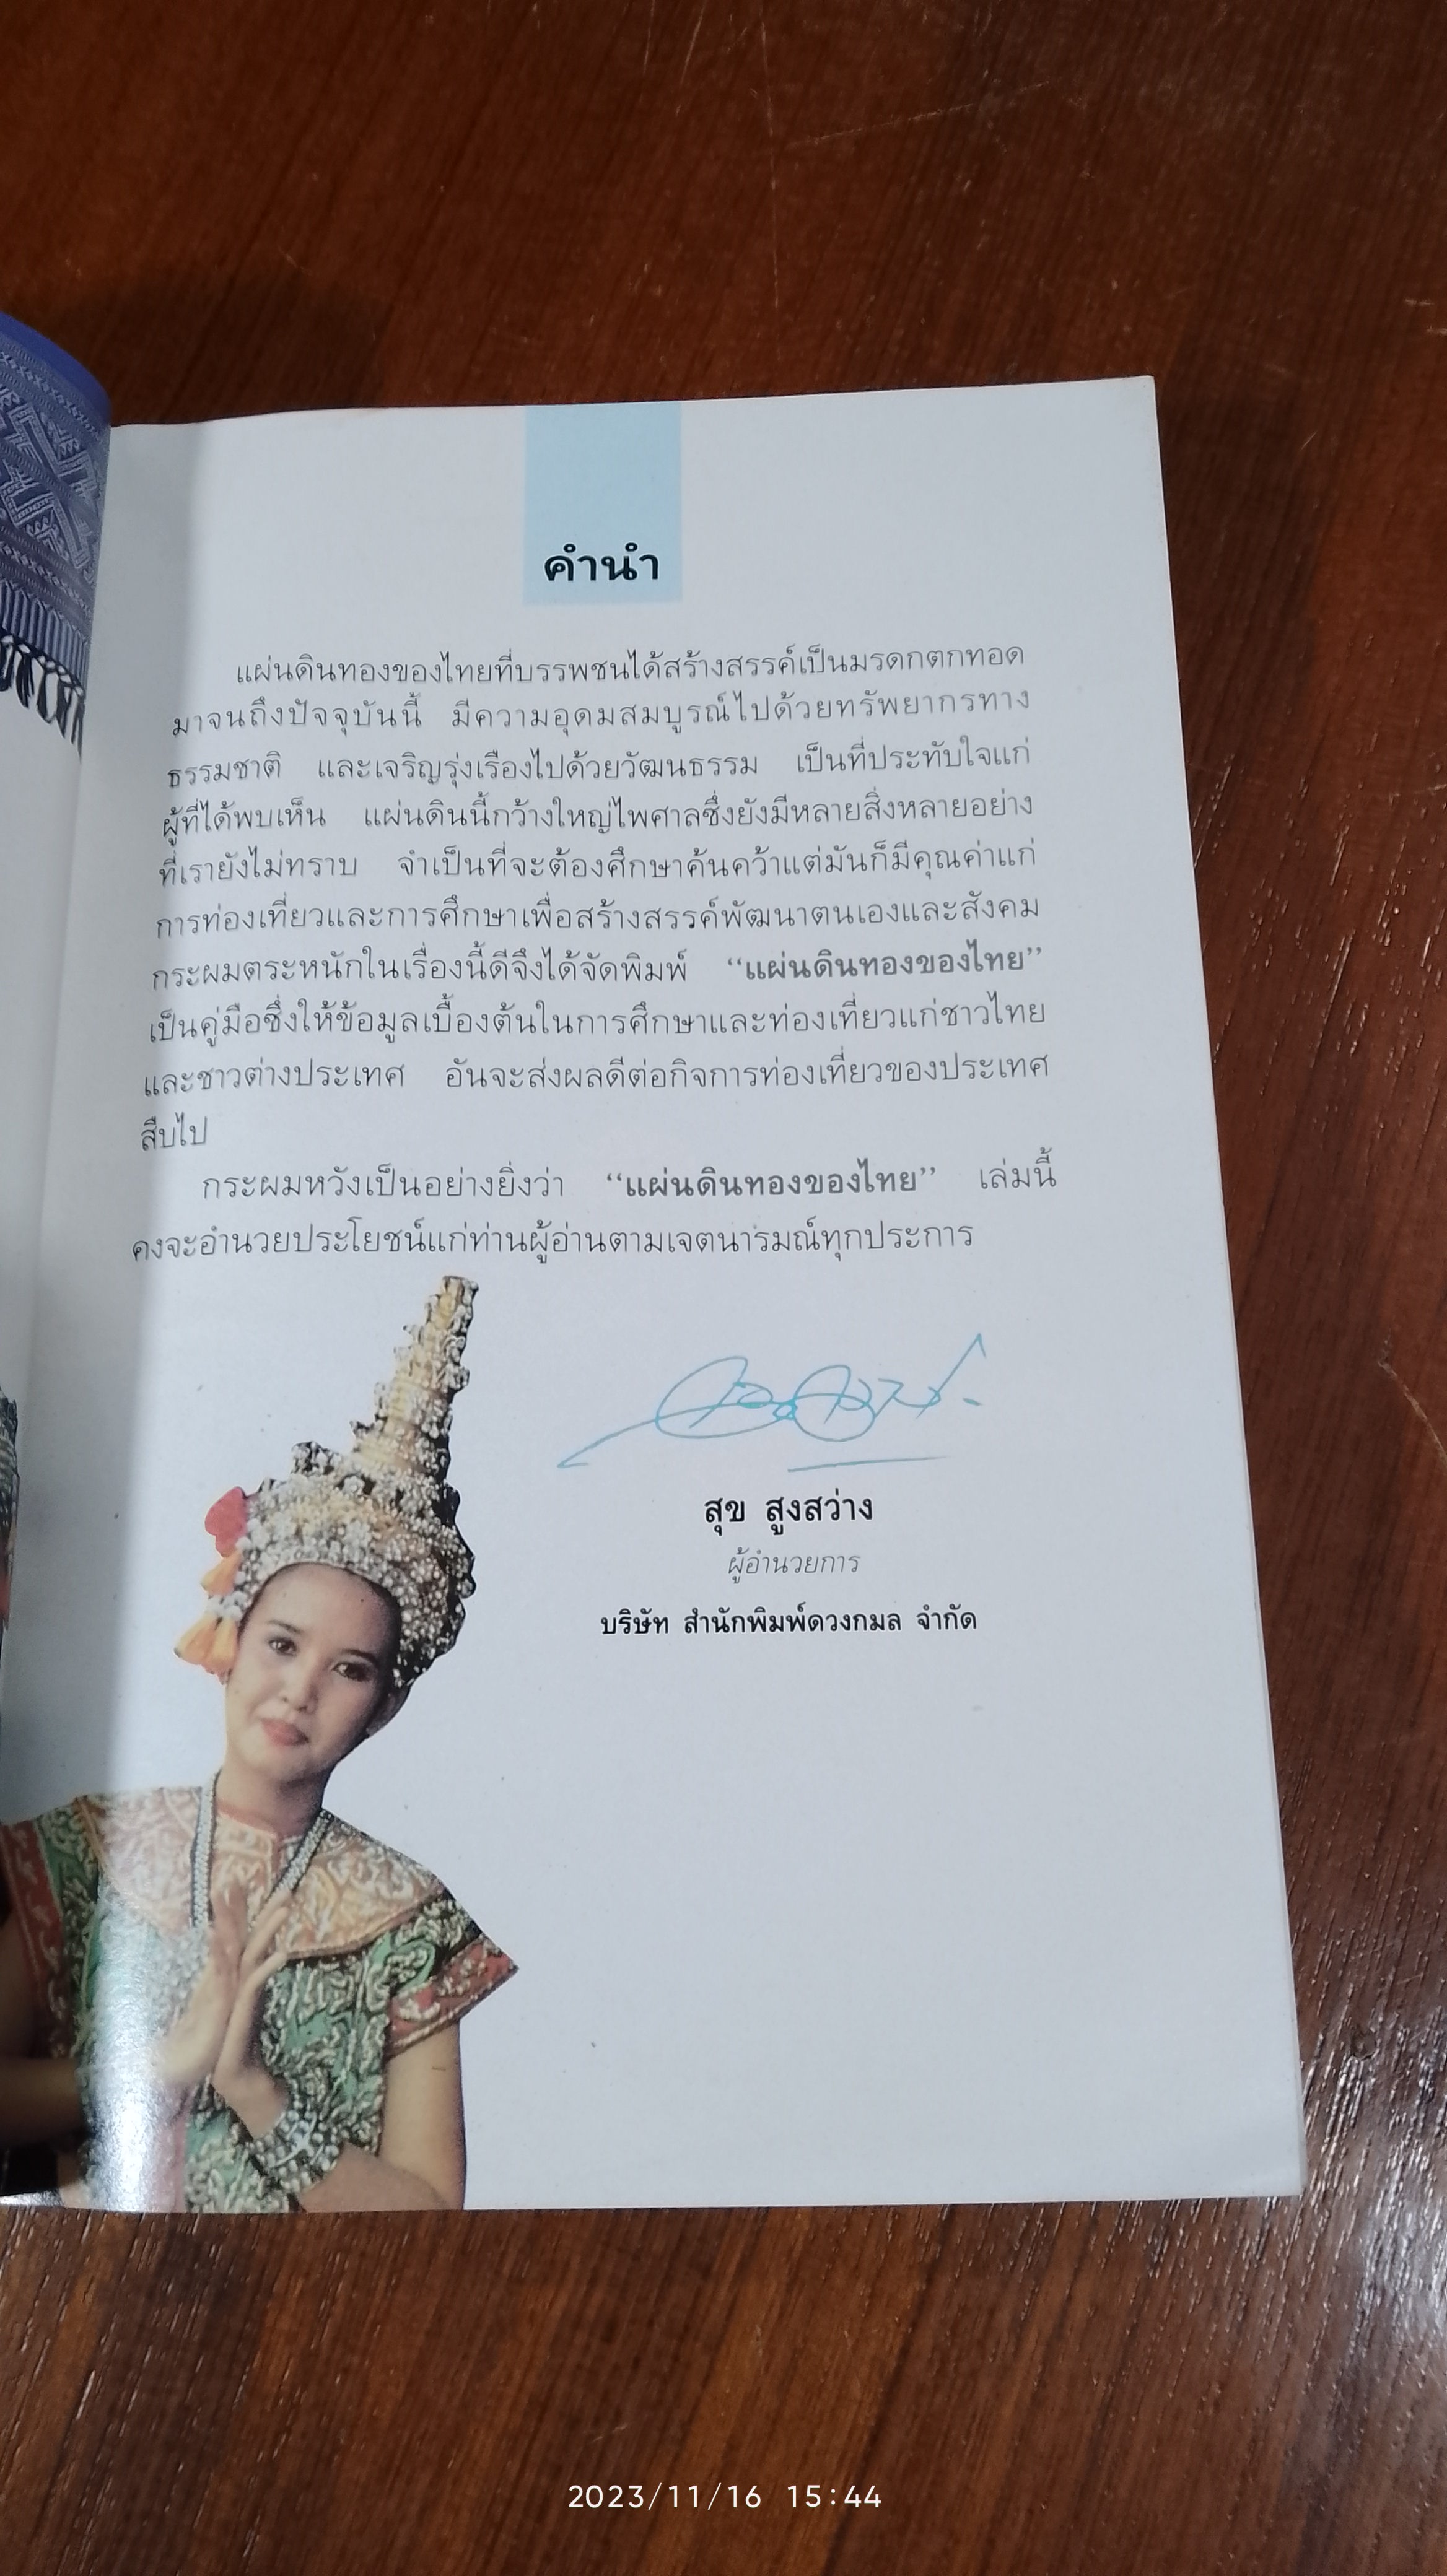 คำนำ
แผ่นดินทองของไทยที่บรรพชนได้สร้างสรรค์เป็นมรดกตกทอด
มาจนถึงปัจจุบันนี้ มีความอุดมสมบูรณ์ไปด้วยทรัพยากรทาง
ธรรมชาติ และเจริญรุ่งเรืองไปด้วยวัฒนธรรม เป็นที่ประทับใจแก่
ผู้ที่ได้พบเห็น แผ่นดินนี้กว้างใหญ่ไพศาลซึ่งยังมีหลายสิ่งหลายอย่าง
ที่เรายังไม่ทราบ จำเป็นที่จะต้องศึกษาค้นคว้าแต่มันก็มีคุณค่าแก่
การท่องเที่ยวและการศึกษาเพื่อสร้างสรรค์พัฒนาตนเองและสังคม
กระผมตระหนักในเรื่องนี้ดีจึงได้จัดพิมพ์ “แผ่นดินทองของไทย”
เป็นคู่มือซึ่งให้ข้อมูลเบื้องต้นในการศึกษาและท่องเที่ยวแก่ชาวไทย
และชาวต่างประเทศ อันจะส่งผลดีต่อกิจการท่องเที่ยวของประเทศ
สืบไป
กระผมหวังเป็นอย่างยิ่งว่า “แผ่นดินทองของไทย” เล่มนี้
คงจะอำนวยประโยชน์แก่ท่านผู้อ่านตามเจตนารมณ์ทุกประการ
สุข สูงสว่าง
ผู้อำนวยการ
บริษัท สำนักพิมพ์ดวงกมล จำกัด
2023/11/16 15:44